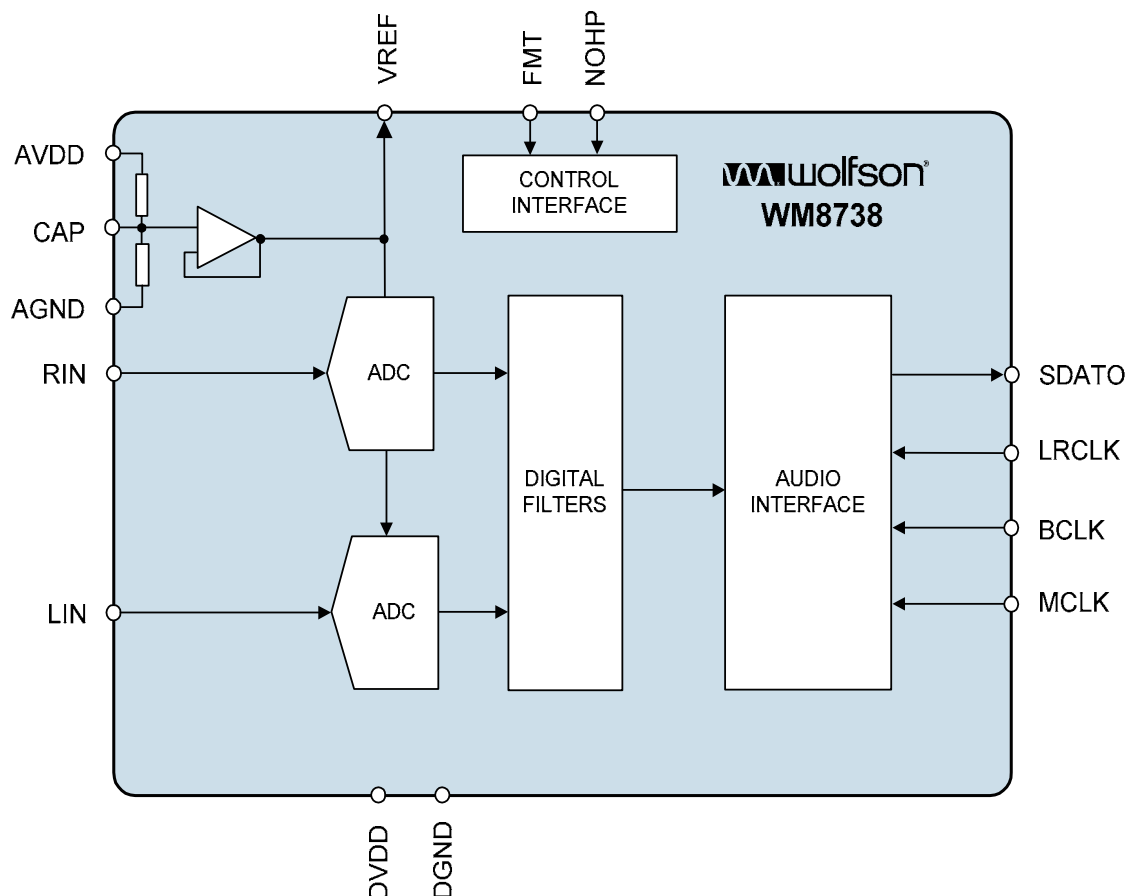 VREF
FMT
NOHP
AVDD
CAP
AGND
RIN
LIN
CONTROL
INTERFACE
wolfson®
WM8738
ADC
ADC
DIGITAL
FILTERS
AUDIO
INTERFACE
SDATO
LRCLK
BCLK
MCLK
DVDD
DGND